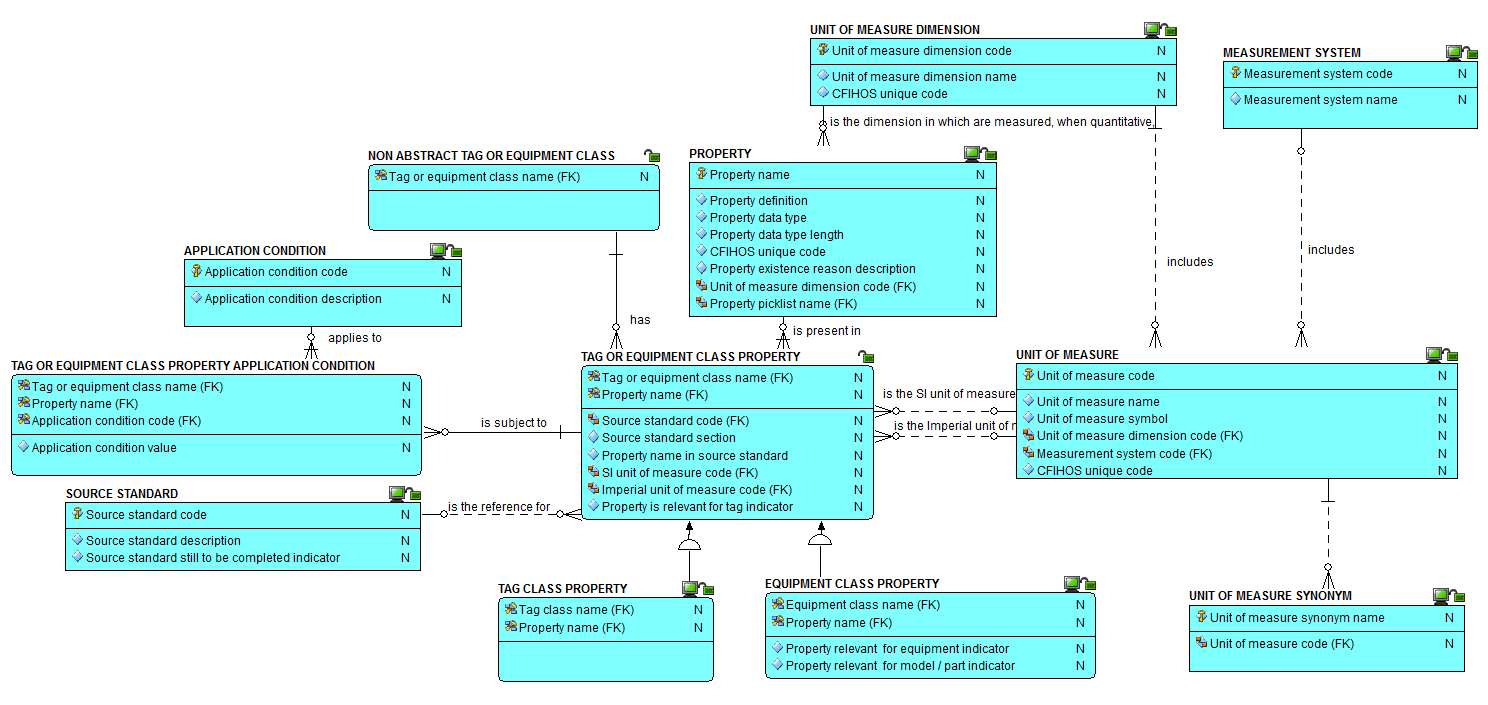 UNIT OF MEASURE DIMENSION
Unit of measure dimension code N
Unit of measure dimension name N
CFIHOS unique code N
is the dimension in which are measured, when quantitative,
MEASUREMENT SYSTEM
Measurement system code N
Measurement system name N
includes
includes
NON ABSTRACT TAG OR EQUIPMENT CLASS
Tag or equipment class name (FK) N
has
PROPERTY
Property name N
Property definition N
Property data type N
Property data type length N
CFIHOS unique code N
Property existence reason description N
Unit of measure dimension code (FK) N
Property picklist name (FK) N
is present in
APPLICATION CONDITION
Application condition code N
Application condition description N
applies to
TAG OR EQUIPMENT CLASS PROPERTY APPLICATION CONDITION
Tag or equipment class name (FK) N
Property name (FK) N
Application condition code (FK) N
Application condition value N
is subject to
TAG OR EQUIPMENT CLASS PROPERTY
Tag or equipment class name (FK) N
Property name (FK) N
Source standard code (FK) N
Source standard section N
Property name in source standard N
SI unit of measure code (FK) N
Imperial unit of measure code (FK) N
Property is relevant for tag indicator N
is the SI unit of measure
is the Imperial unit of
UNIT OF MEASURE
Unit of measure code N
Unit of measure name N
Unit of measure symbol N
Unit of measure dimension code (FK) N
Measurement system code (FK) N
CFIHOS unique code N
SOURCE STANDARD
Source standard code N
Source standard description N
Source standard still to be completed indicator N
is the reference for
TAG CLASS PROPERTY
Tag class name (FK) N
Property name (FK) N
EQUIPMENT CLASS PROPERTY
Equipment class name (FK) N
Property name (FK) N
Property relevant for equipment indicator N
Property relevant for model / part indicator N
UNIT OF MEASURE SYNONYM
Unit of measure synonym name N
Unit of measure code (FK) N